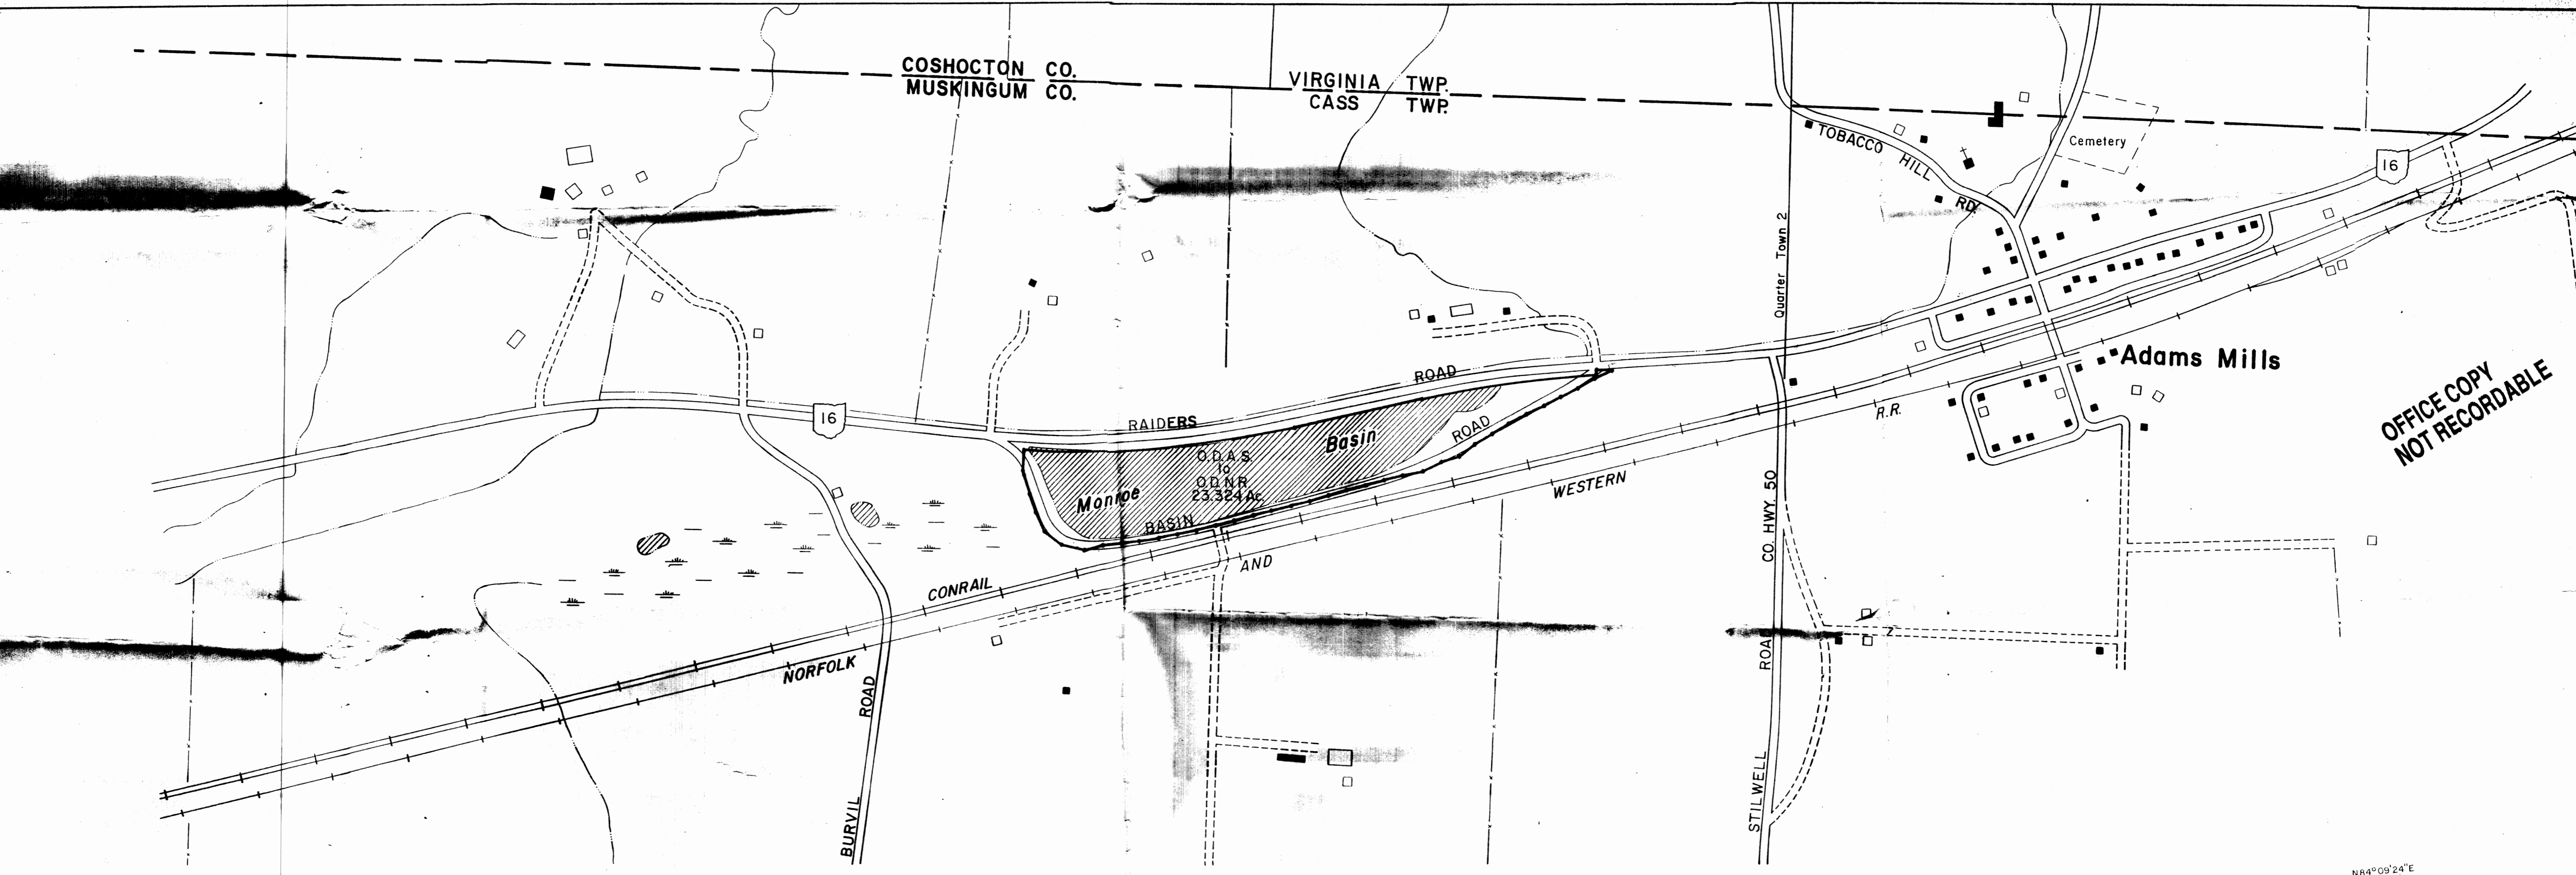 COSHOCTON CO.
MUSKINGUM CO.
VIRGINIA TWP.
CASS TWP.
TOBACCO HILL RD.
Cemetery
16
Quarter Town 2
Adams Mills
OFFICE COPY
NOT RECORDABLE
16
RAIDERS ROAD
Monroe Basin
O.D.A.S.
to
O.D.N.R.
23.324 Ac.
BASIN ROAD
CONRAIL
NORFOLK AND WESTERN R.R.
CO. HWY. 50
STILWELL ROAD
BURVIL ROAD
N84°09'24"E